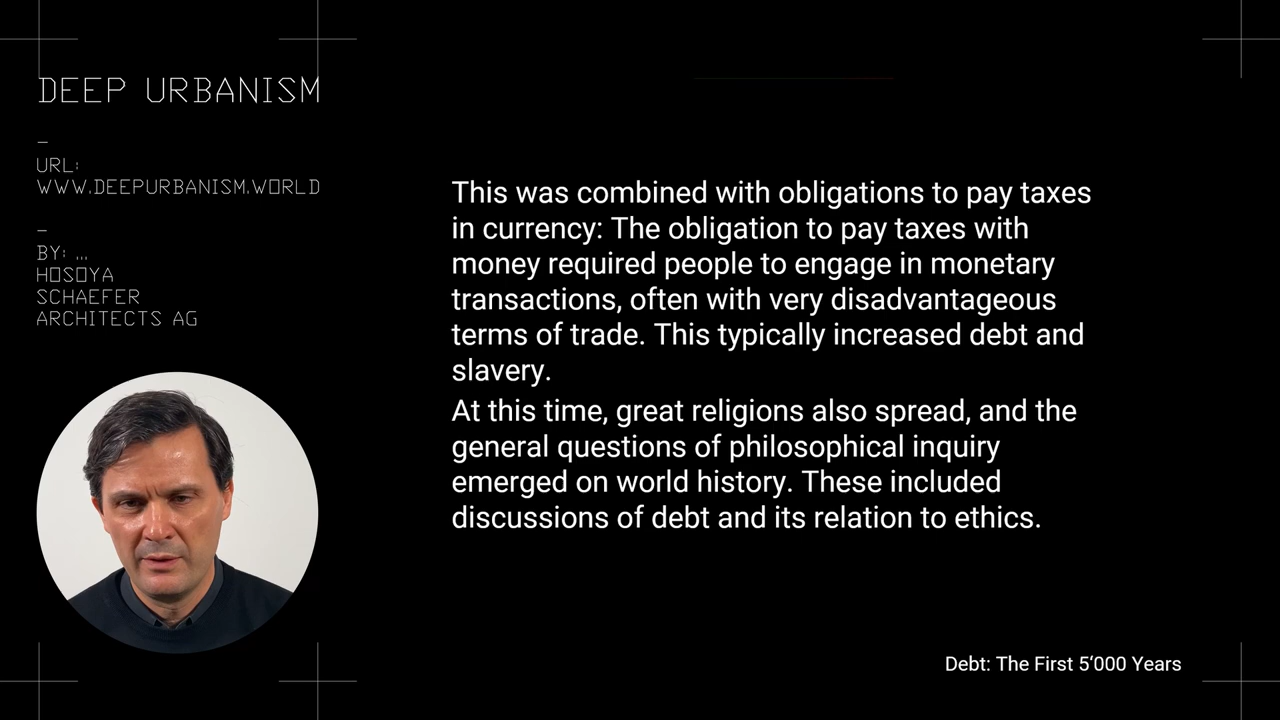 DEEP URBANISM
–
URL:
WWW.DEEPURBANISM.WORLD
–
BY: ...
HOSOYA
SCHAEFER
ARCHITECTS AG
This was combined with obligations to pay taxes
in currency: The obligation to pay taxes with
money required people to engage in monetary
transactions, often with very disadvantageous
terms of trade. This typically increased debt and
slavery.
At this time, great religions also spread, and the
general questions of philosophical inquiry
emerged on world history. These included
discussions of debt and its relation to ethics.
Debt: The First 5‘000 Years